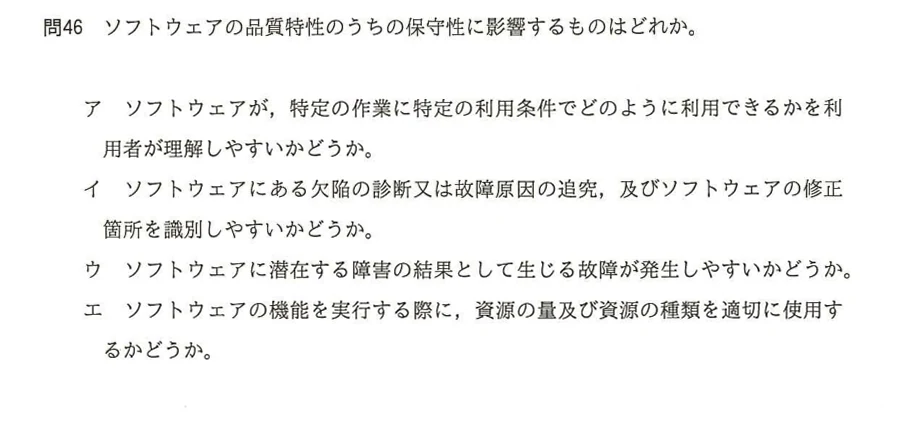 問46 ソフトウェアの品質特性のうちの保守性に影響するものはどれか。
ア ソフトウェアが，特定の作業に特定の利用条件でどのように利用できるかを利
用者が理解しやすいかどうか。
イ ソフトウェアにある欠陥の診断又は故障原因の追究，及びソフトウェアの修正
箇所を識別しやすいかどうか。
ウ ソフトウェアに潜在する障害の結果として生じる故障が発生しやすいかどうか。
エ ソフトウェアの機能を実行する際に，資源の量及び資源の種類を適切に使用す
るかどうか。